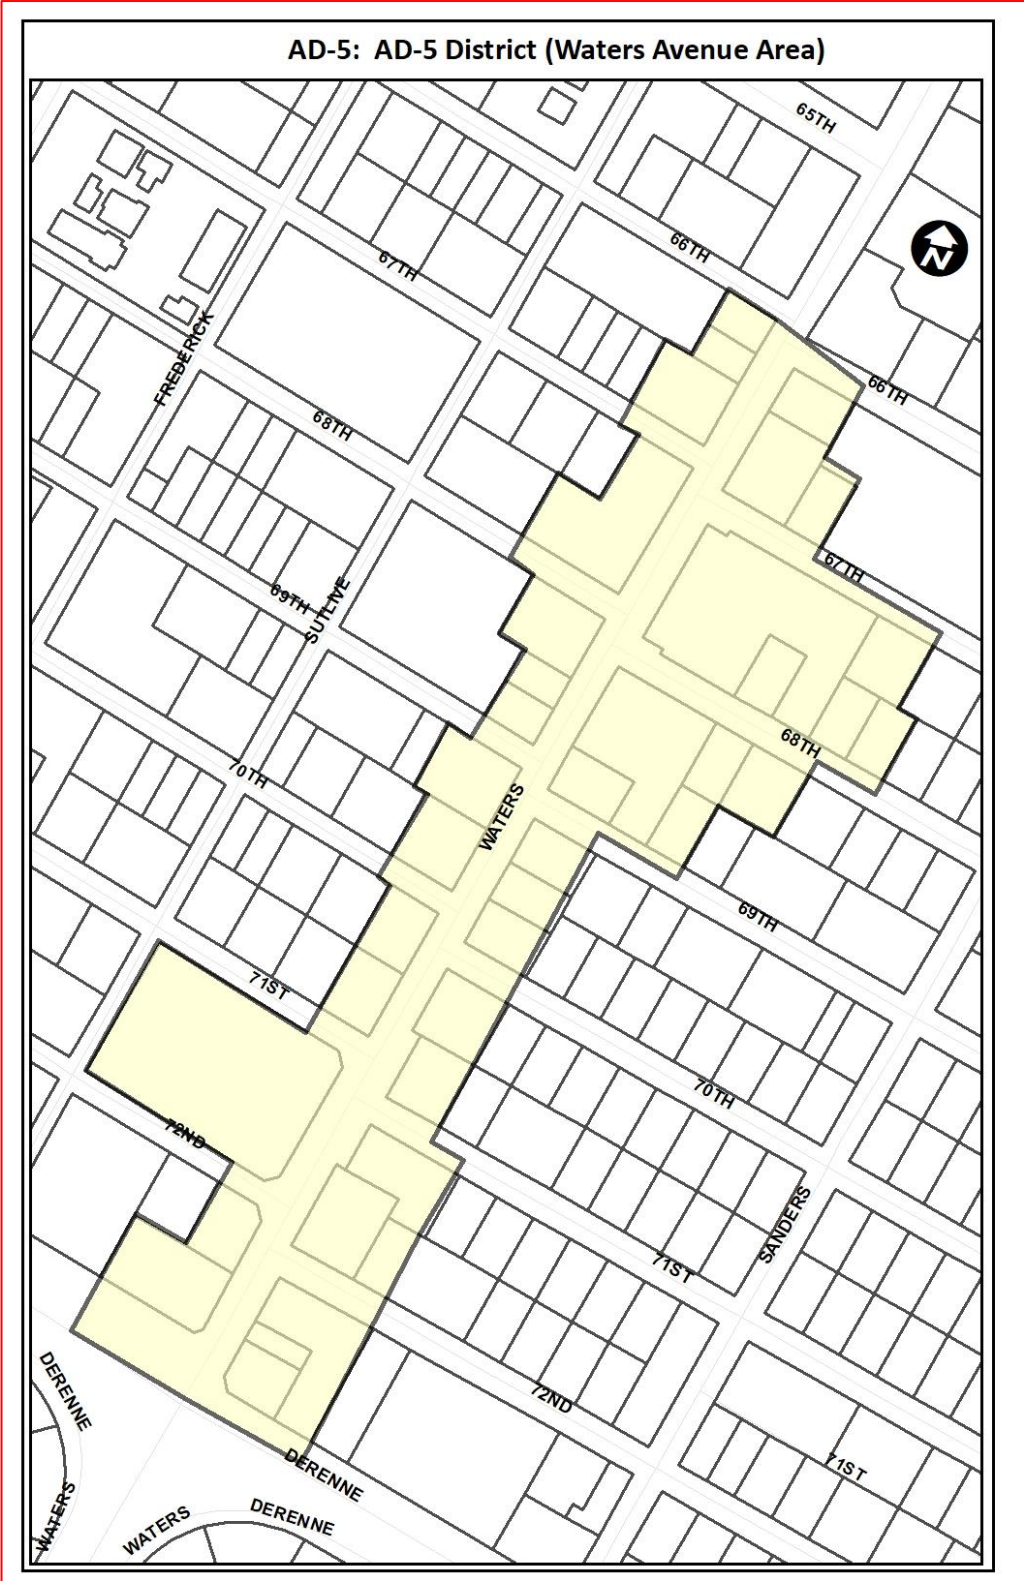 AD-5: AD-5 District (Waters Avenue Area)
65TH
66TH
N
67TH
FREDERICK
66TH
68TH
67TH
69TH
SUTLIVE
68TH
70TH
WATERS
69TH
71ST
70TH
72ND
SANDERS
71ST
DERENNE
72ND
DERENNE
71ST
WATERS
WATERS
DERENNE